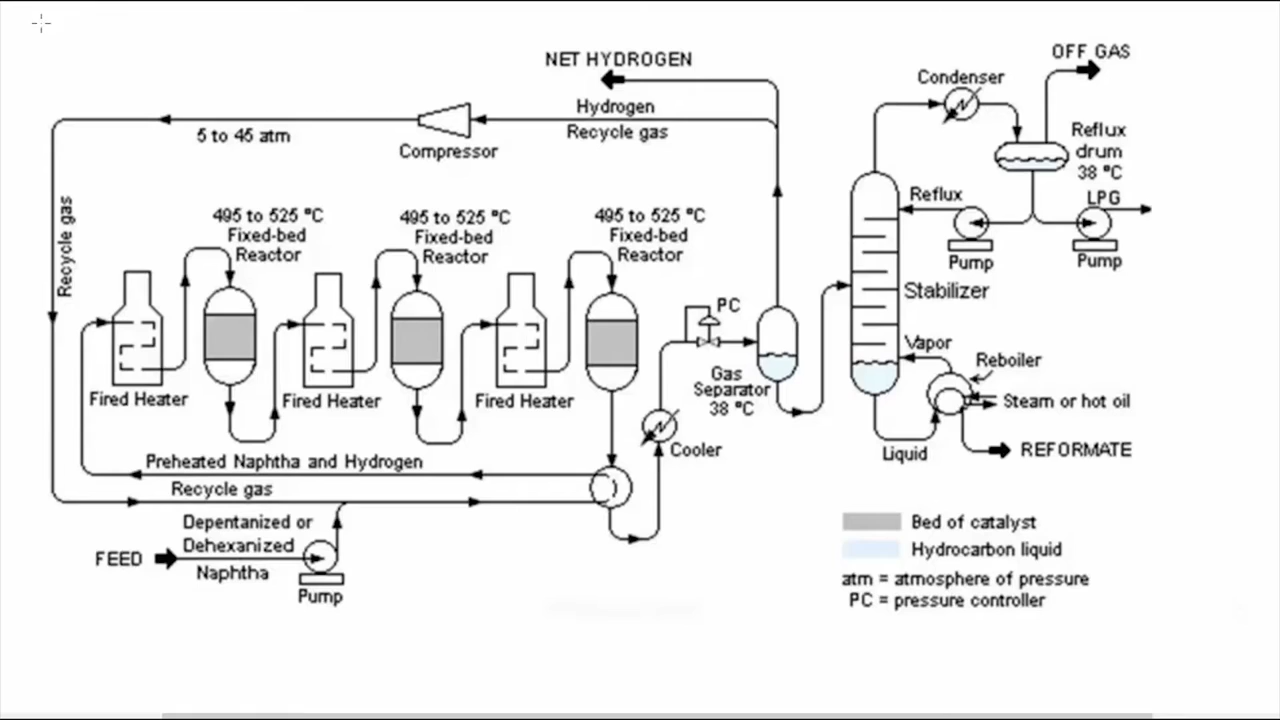 NET HYDROGEN
OFF GAS
Condenser
Hydrogen
Recycle gas
5 to 45 atm
Compressor
Reflux
drum
38 °C
Recycle gas
495 to 525 °C
Fixed-bed
Reactor
495 to 525 °C
Fixed-bed
Reactor
495 to 525 °C
Fixed-bed
Reactor
Reflux
LPG
Pump
Pump
Stabilizer
PC
Vapor
Reboiler
Gas
Separator
38 °C
Fired Heater
Fired Heater
Fired Heater
Steam or hot oil
Cooler
Liquid
REFORMATE
Preheated Naphtha and Hydrogen
Recycle gas
Depentanized or
Dehexanized
FEED
Naphtha
Pump
Bed of catalyst
Hydrocarbon liquid
atm = atmosphere of pressure
PC = pressure controller